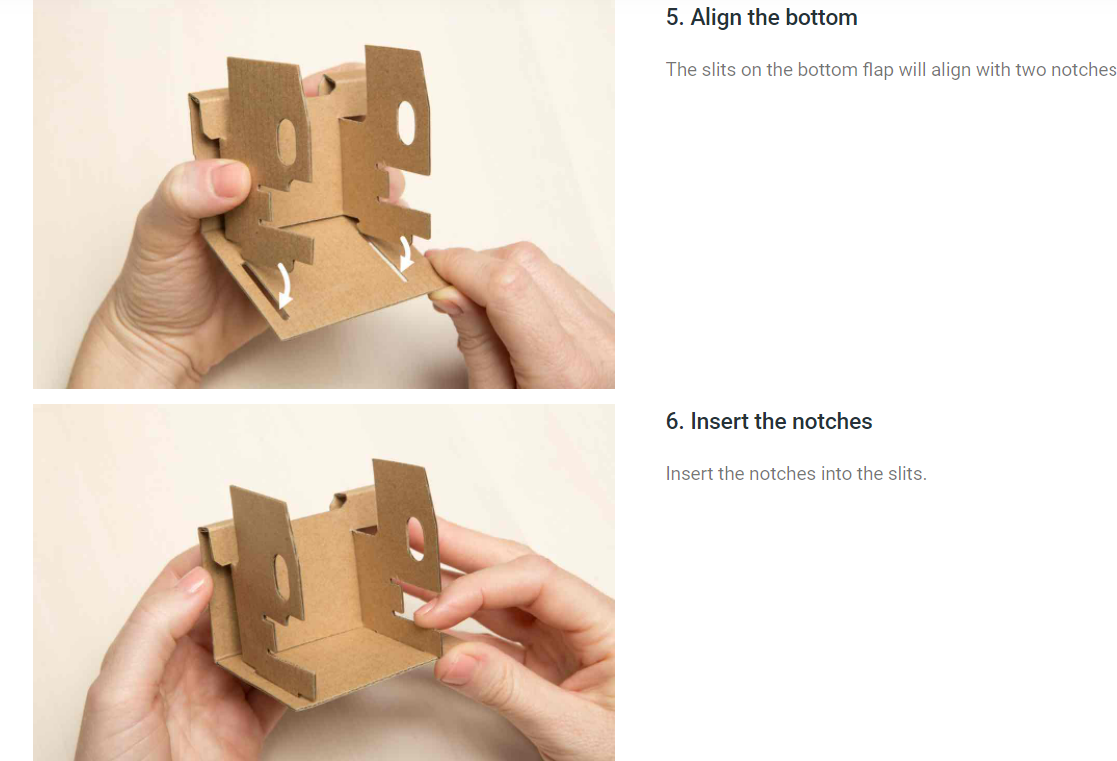 5. Align the bottom
The slits on the bottom flap will align with two notches
6. Insert the notches
Insert the notches into the slits.